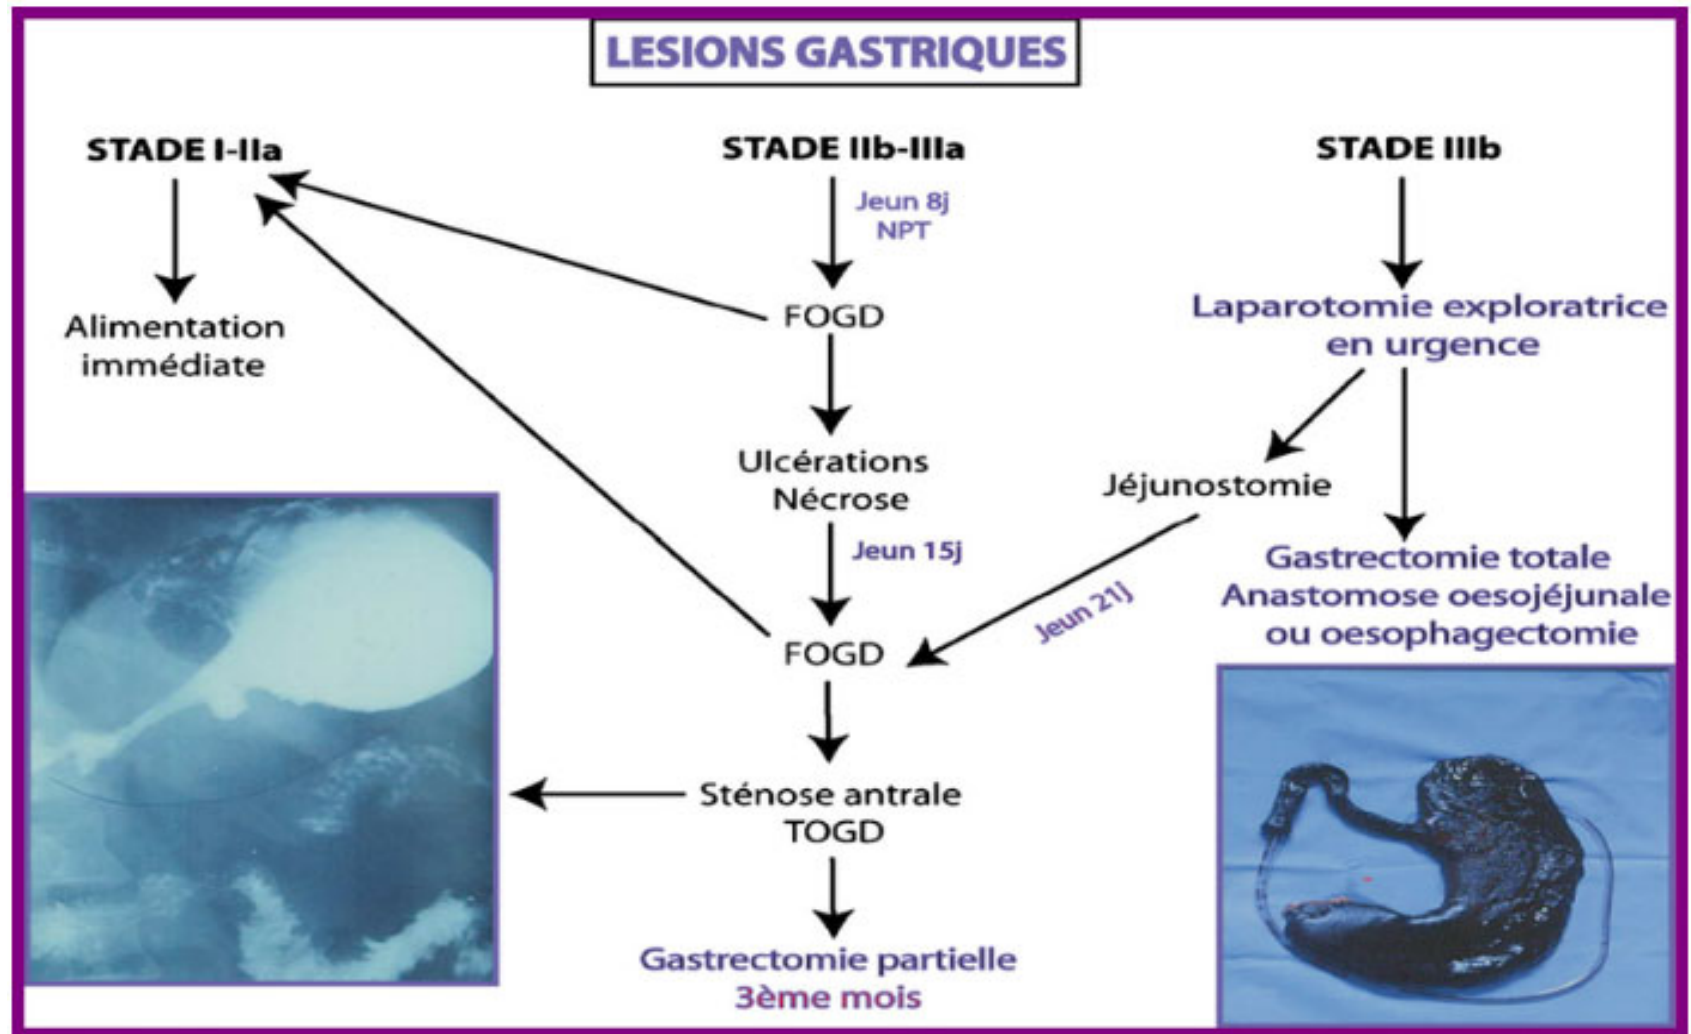 LESIONS GASTRIQUES
STADE I-IIa
STADE IIb-IIIa
STADE IIIb
Jeun 8j
NPT
Alimentation
immédiate
FOGD
Laparotomie exploratrice
en urgence
Ulcérations
Nécrose
Jéjunostomie
Jeun 15j
Jeun 21j
Gastrectomie totale
Anastomose oesojéjunale
ou oesophagectomie
FOGD
Sténose antrale
TOGD
Gastrectomie partielle
3ème mois